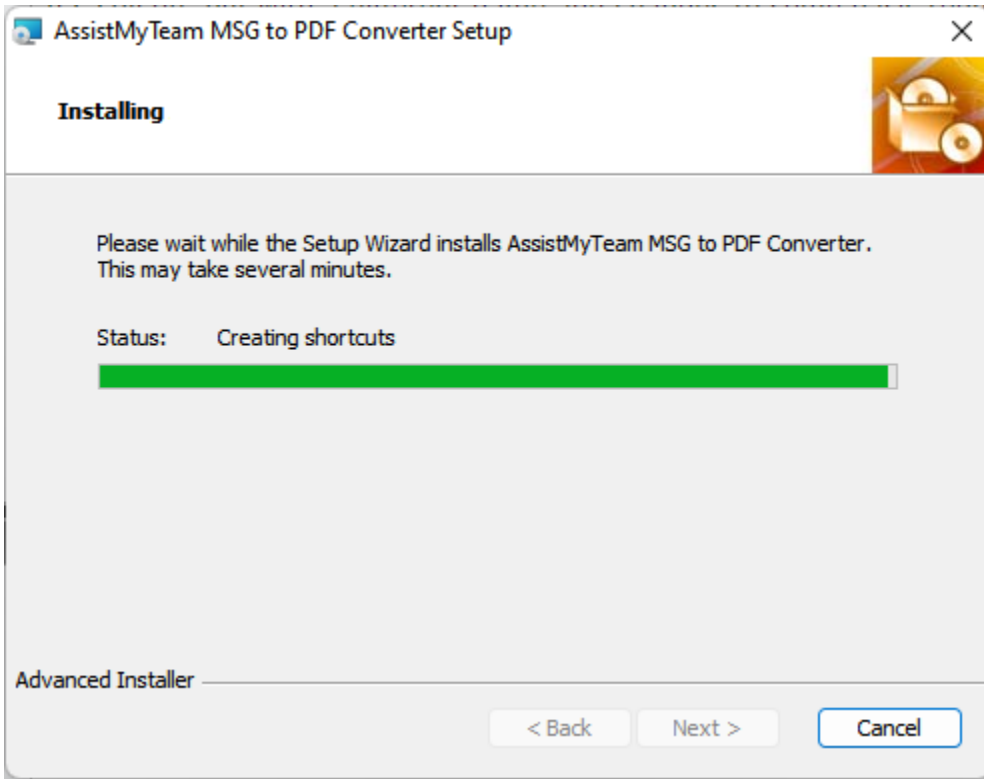 AssistMyTeam MSG to PDF Converter Setup
Installing
Please wait while the Setup Wizard installs AssistMyTeam MSG to PDF Converter.
This may take several minutes.
Status: Creating shortcuts
Advanced Installer
< Back Next > Cancel